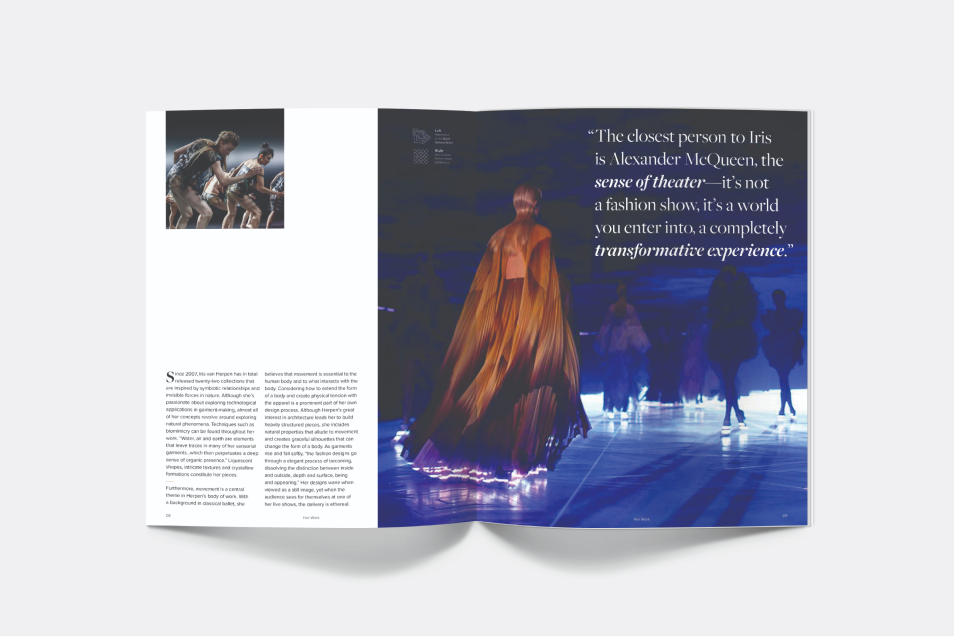 Left
Right
“The closest person to Iris
is Alexander McQueen, the
sense of theater—it’s not
a fashion show, it’s a world
you enter into, a completely
transformative experience.”
Since 2007, Iris van Herpen has in total
released twenty-two collections that
are inspired by symbiotic relationships and
invisible forces in nature. Although she’s
passionate about exploring technological
applications in garment-making, almost all
of her concepts revolve around exploring
natural phenomena. Techniques such as
biomimicry can be found throughout her
work. “Water, air and earth are elements
that leave traces in many of her sensorial
garments...which then perpetuates a deep
sense of organic presence.” Liquescent
shapes, intricate textures and crystalline
formations constitute her pieces.
Furthermore, movement is a central
theme in Herpen’s body of work. With
a background in classical ballet, she
believes that movement is essential to the
human body and to what interacts with the
body. Considering how to extend the form
of a body and create physical tension with
the apparel is a prominent part of her own
design process. Although Herpen’s great
interest in architecture leads her to build
heavily structured pieces, she includes
natural properties that allude to movement
and creates graceful silhouettes that can
change the form of a body. As garments
rise and fall softly, “the fashion designs go
through a elegant process of becoming,
dissolving the distinction between inside
and outside, depth and surface, being
and appearing.” Her designs wane when
viewed as a still image, yet when the
audience sees for themselves at one of
her live shows, the delivery is ethereal.
Her Work
Her Work